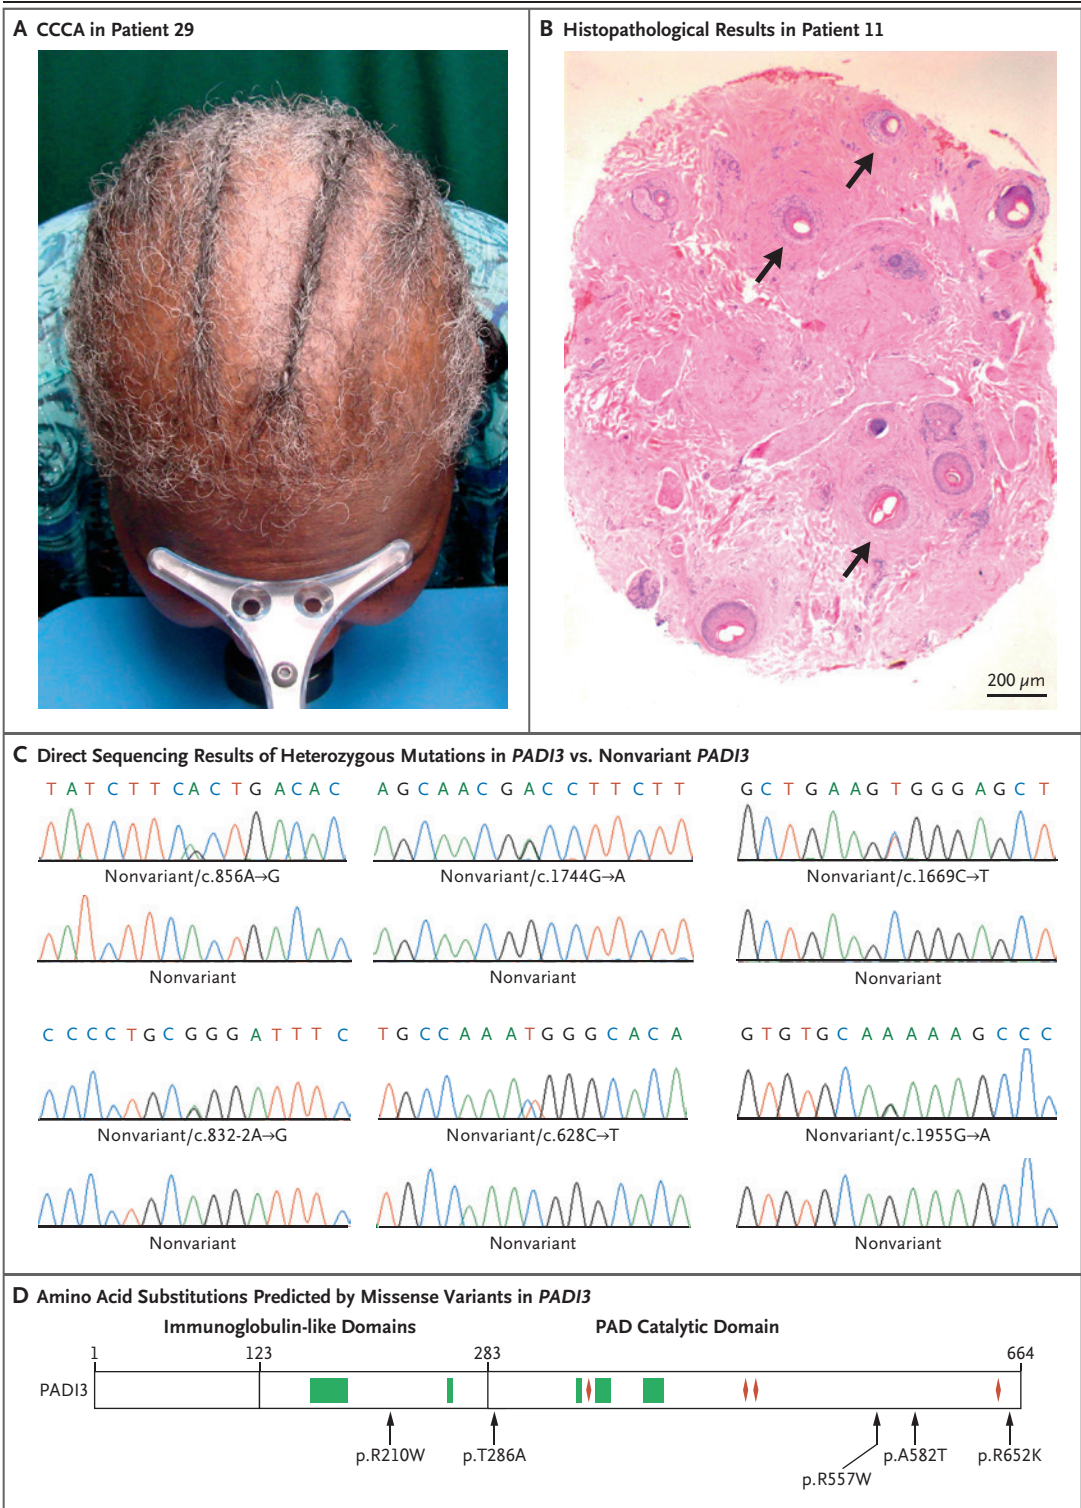 A CCCA in Patient 29
B Histopathological Results in Patient 11
200 µm
C Direct Sequencing Results of Heterozygous Mutations in PADI3 vs. Nonvariant PADI3
T A T C T T C A C T G A C A C
A G C A A C G A C C T T C T T
G C T G A A G T G G G A G C T
Nonvariant/c.856A→G
Nonvariant/c.1744G→A
Nonvariant/c.1669C→T
Nonvariant
Nonvariant
Nonvariant
C C C C T G C G G G A T T T C
T G C C A A A T G G G C A C A
G T G T G C A A A A A G C C C
Nonvariant/c.832-2A→G
Nonvariant/c.628C→T
Nonvariant/c.1955G→A
Nonvariant
Nonvariant
Nonvariant
D Amino Acid Substitutions Predicted by Missense Variants in PADI3
Immunoglobulin-like Domains
PAD Catalytic Domain
1
123
283
664
PADI3
p.R210W
p.T286A
p.R557W
p.A582T
p.R652K